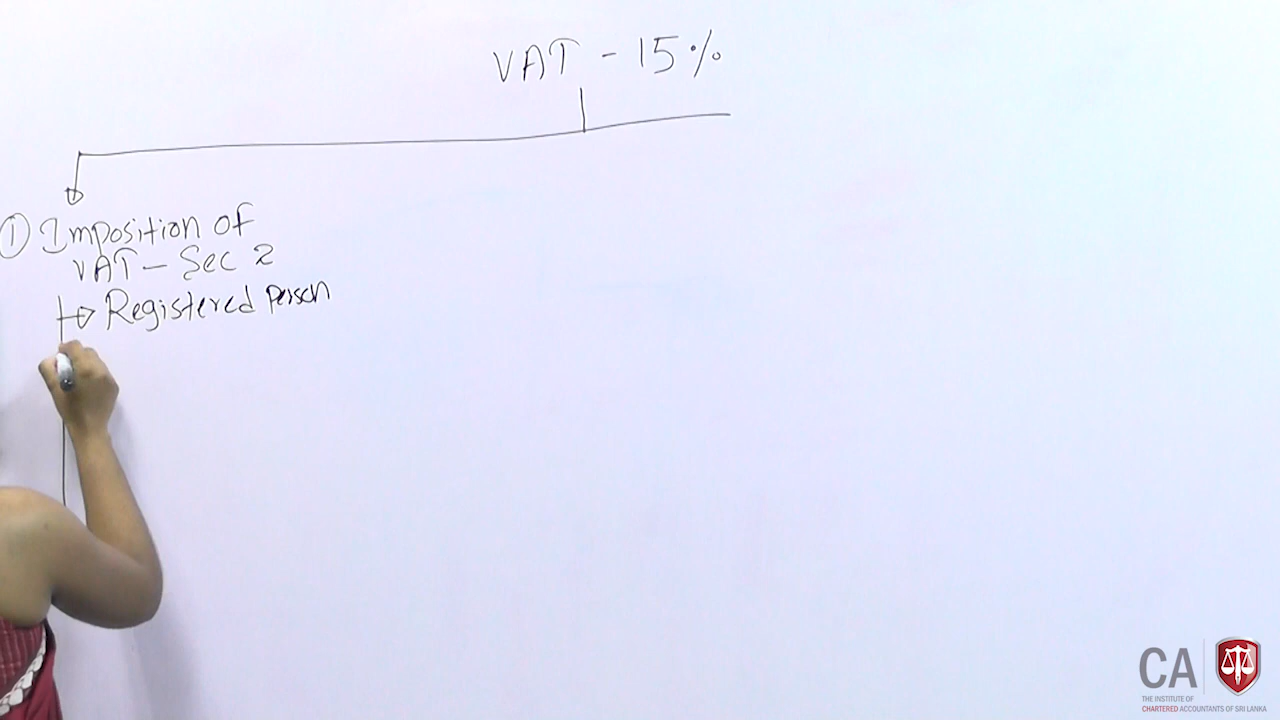 VAT - 15%
① Imposition of
VAT - Sec 2
Registered Person
CA
THE INSTITUTE OF
CHARTERED ACCOUNTANTS OF SRI LANKA